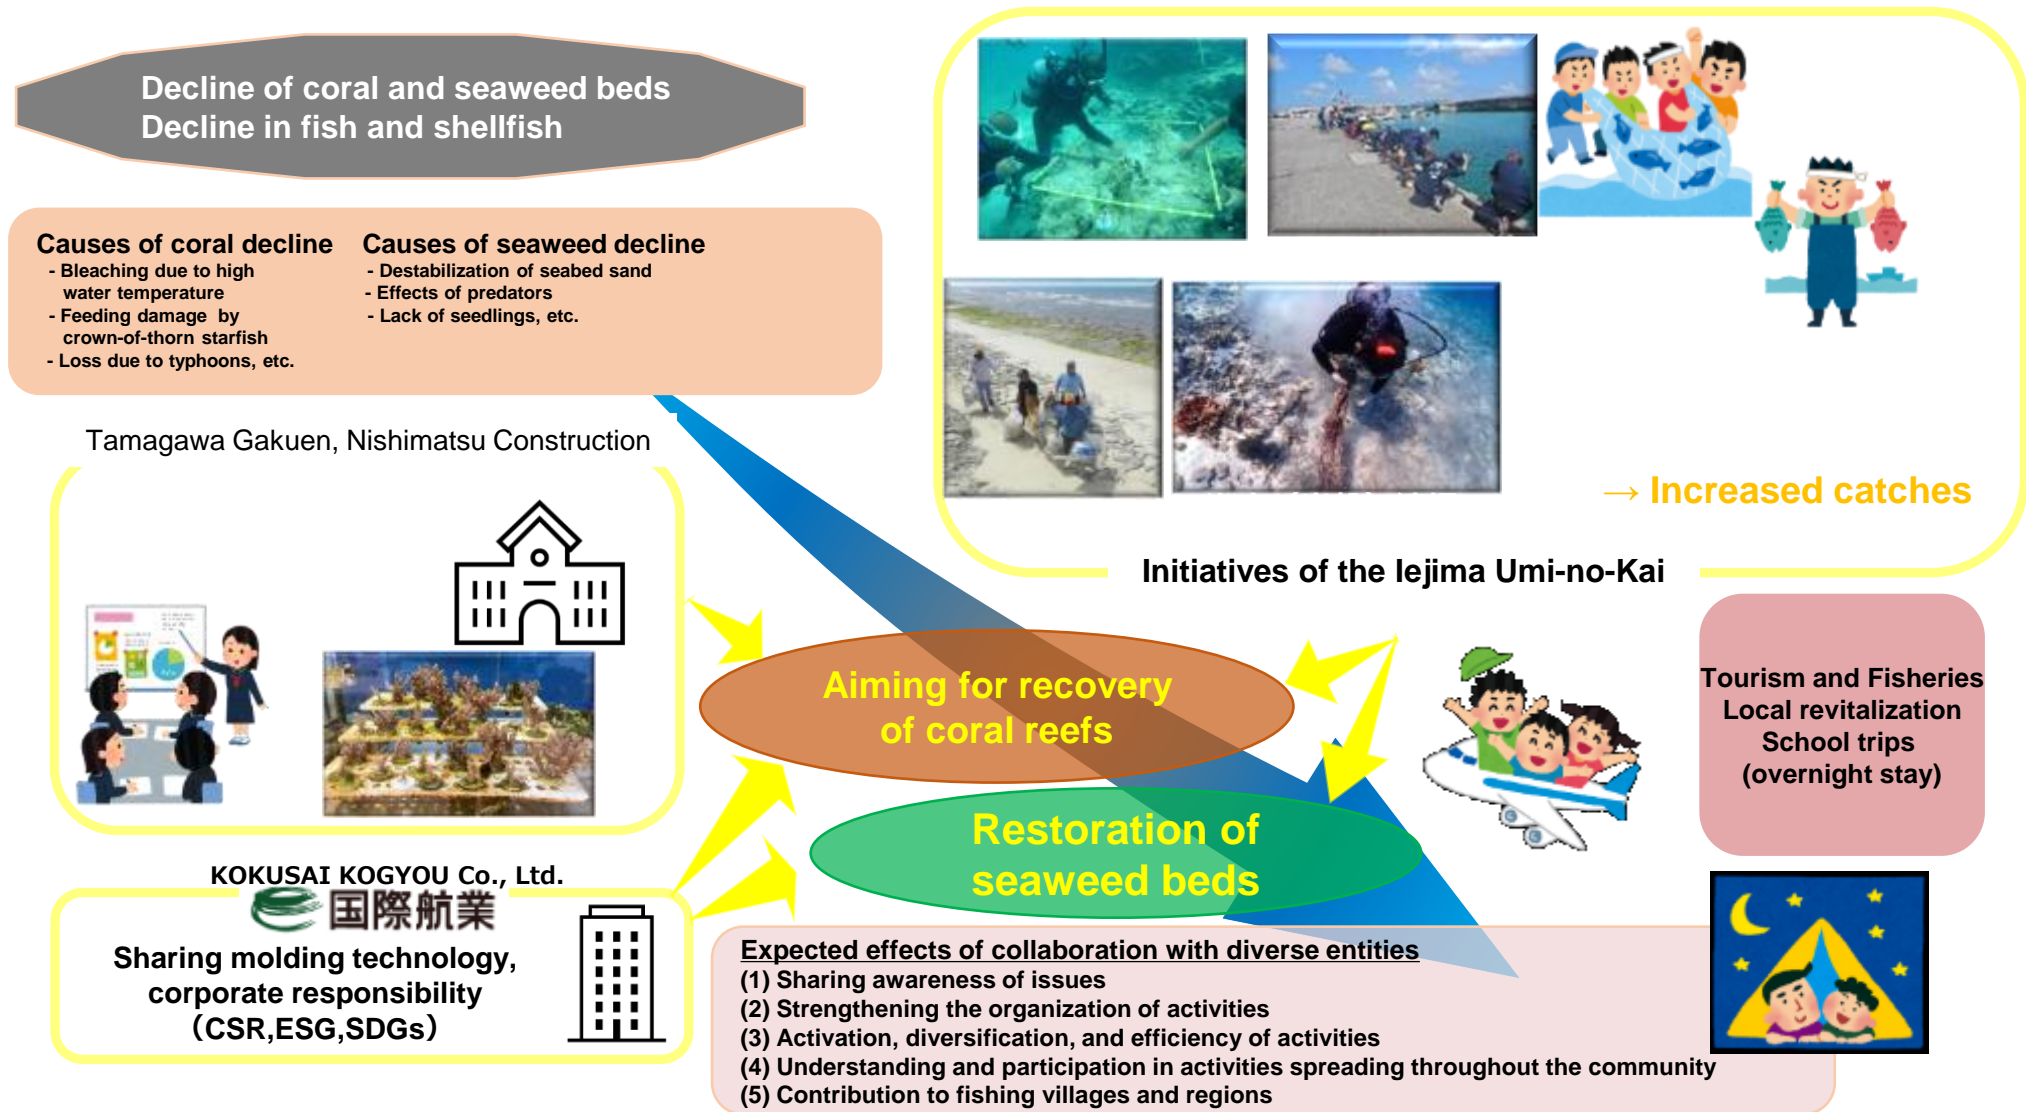 Decline of coral and seaweed beds
Decline in fish and shellfish
Causes of coral decline
- Bleaching due to high
water temperature
- Feeding damage by
crown-of-thorn starfish
- Loss due to typhoons, etc.
Causes of seaweed decline
- Destabilization of seabed sand
- Effects of predators
- Lack of seedlings, etc.
→ Increased catches
Initiatives of the Iejima Umi-no-Kai
Tamagawa Gakuen, Nishimatsu Construction
Aiming for recovery
of coral reefs
Restoration of
seaweed beds
Tourism and Fisheries
Local revitalization
School trips
(overnight stay)
KOKUSAI KOGYOU Co., Ltd.
国際航業
Sharing molding technology,
corporate responsibility
（CSR,ESG,SDGs）
Expected effects of collaboration with diverse entities
(1) Sharing awareness of issues
(2) Strengthening the organization of activities
(3) Activation, diversification, and efficiency of activities
(4) Understanding and participation in activities spreading throughout the community
(5) Contribution to fishing villages and regions